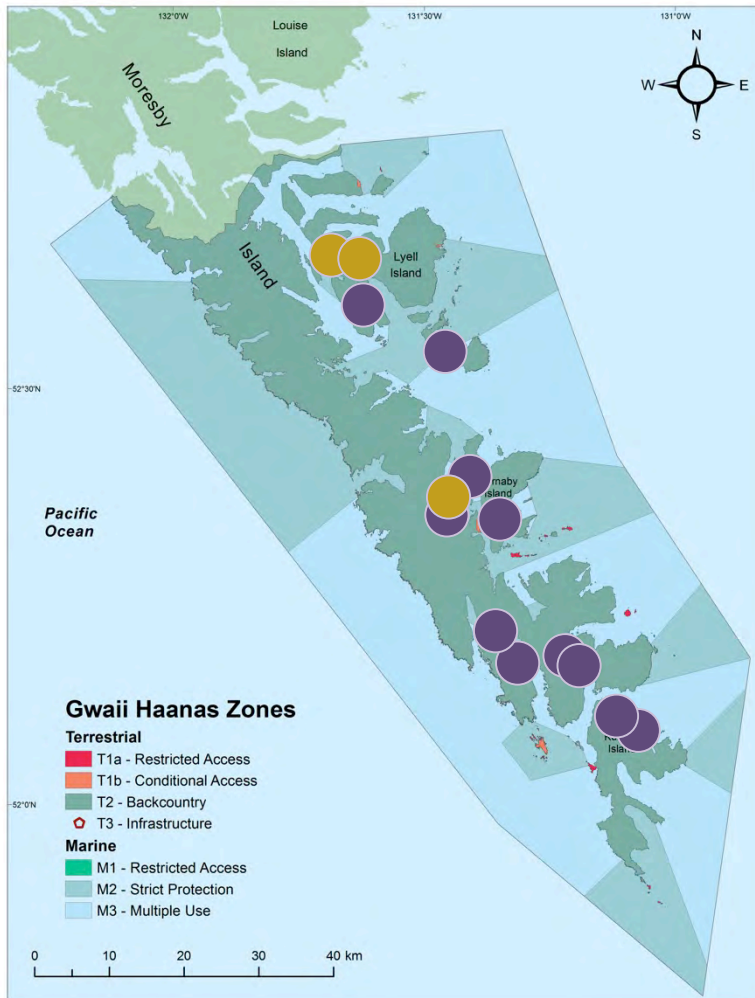 132°0'W
131°30'W
131°0'W
Louise
Island
N
W E
S
Moresby
Island
Lyell
Island
52°30'N
Island
Pacific
Ocean
Island
52°0'N
Gwaii Haanas Zones
Terrestrial
T1a - Restricted Access
T1b - Conditional Access
T2 - Backcountry
T3 - Infrastructure
Marine
M1 - Restricted Access
M2 - Strict Protection
M3 - Multiple Use
0 10 20 30 40 km